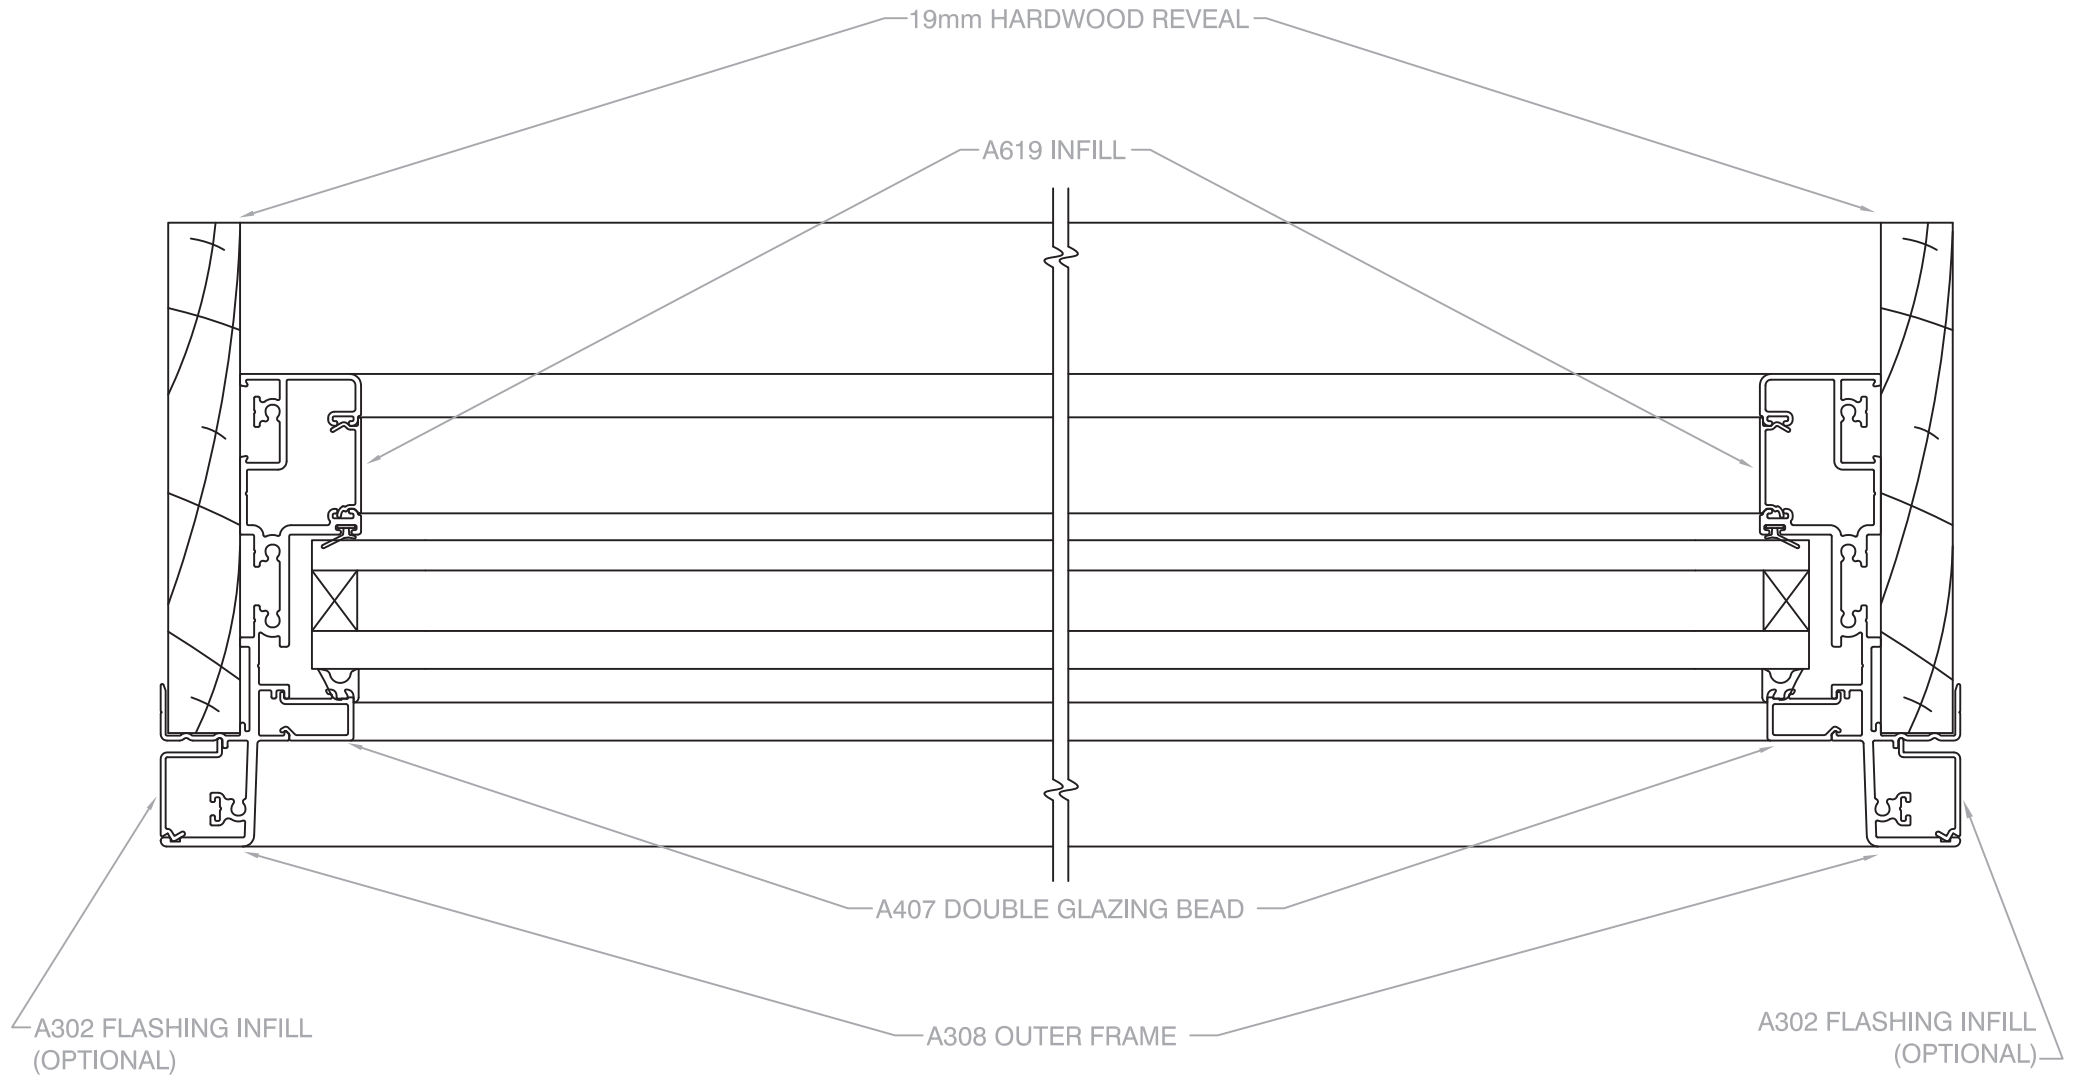 19mm HARDWOOD REVEAL
A619 INFILL
A407 DOUBLE GLAZING BEAD
A302 FLASHING INFILL
(OPTIONAL)
A308 OUTER FRAME
A302 FLASHING INFILL
(OPTIONAL)